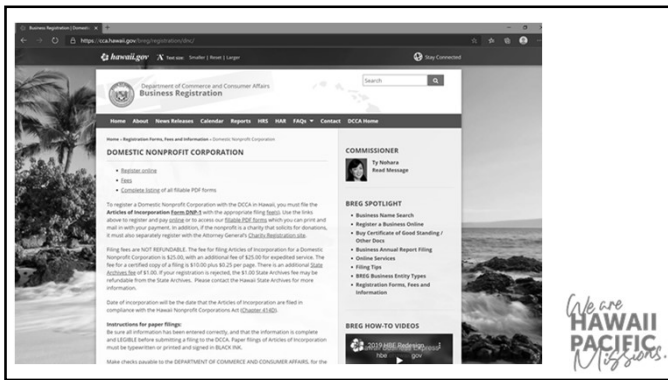 Business Registration | Domestic
https://cca.hawaii.gov/breg/registration/dnc/
hawaii.gov Text size: Smaller | Reset | Larger Stay Connected
Department of Commerce and Consumer Affairs
Business Registration
Search
Home About News Releases Calendar Reports HRS HAR FAQs Contact DCCA Home
Home » Registration Forms, Fees and Information » Domestic Nonprofit Corporation
DOMESTIC NONPROFIT CORPORATION
• Register online
• Fees
• Complete listing of all fillable PDF forms
To register a Domestic Nonprofit Corporation with the DCCA in Hawaii, you must file the
Articles of Incorporation Form DNP-1 with the appropriate filing fee(s). Use the links
above to register and pay online or to access our fillable PDF forms which you can print and
mail in with your payment. In addition, if the nonprofit is a charity that solicits for donations,
it must also separately register with the Attorney General's Charity Registration site.
Filing fees are NOT REFUNDABLE. The fee for filing Articles of Incorporation for a Domestic
Nonprofit Corporation is $25.00, with an additional fee of $25.00 for expedited service. The
fee for a certified copy of a filing is $10.00 plus $0.25 per page. There is an additional State
Archives fee of $1.00. If your registration is rejected, the $1.00 State Archives fee may be
refundable from the State Archives. Please contact the Hawaii State Archives for more
information.
Date of incorporation will be the date that the Articles of Incorporation are filed in
compliance with the Hawaii Nonprofit Corporations Act (Chapter 414D).
Instructions for paper filings:
Be sure all information has been entered correctly, and that the information is complete
and LEGIBLE before submitting a filing to the DCCA. Paper filings of Articles of Incorporation
must be typewritten or printed and signed in BLACK INK.
Make checks payable to the DEPARTMENT OF COMMERCE AND CONSUMER AFFAIRS, for the
COMMISSIONER
Ty Nohara
Read Message
BREG SPOTLIGHT
• Business Name Search
• Register a Business Online
• Buy Certificate of Good Standing /
Other Docs
• Business Annual Report Filing
• Online Services
• Filing Tips
• BREG Business Entity Types
• Registration Forms, Fees and
Information
BREG HOW-TO VIDEOS
2019 HBE Redesign
We are
HAWAII
PACIFIC
Missions.